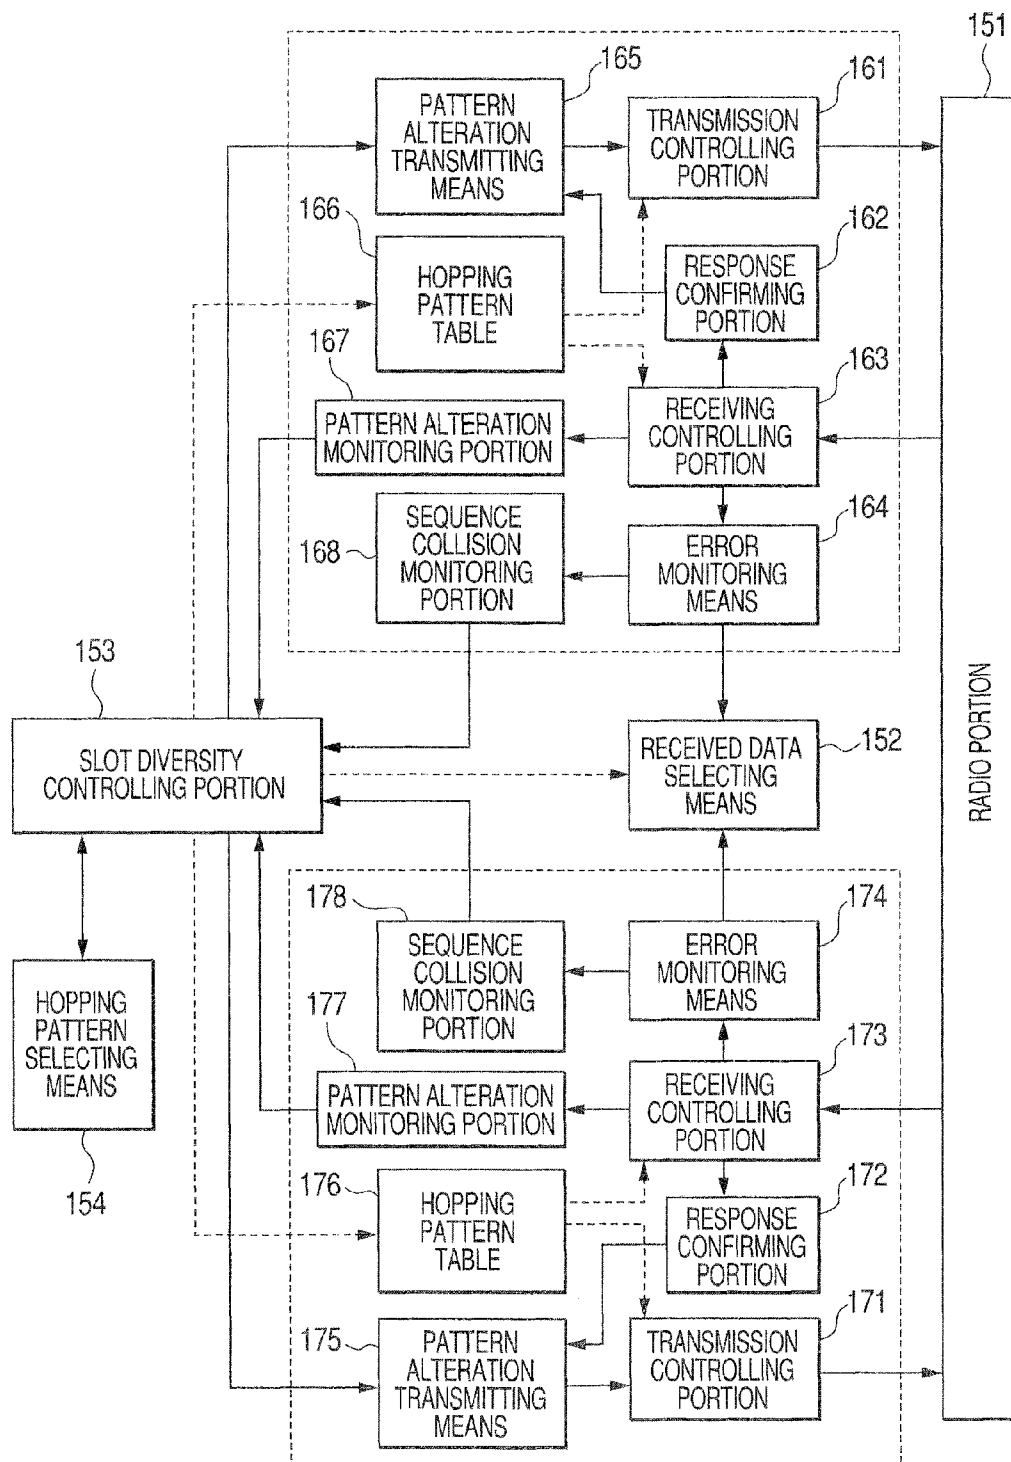 151
165
161
PATTERN
ALTERATION
TRANSMITTING
MEANS
TRANSMISSION
CONTROLLING
PORTION
166
162
HOPPING
PATTERN
TABLE
RESPONSE
CONFIRMING
PORTION
167
163
PATTERN ALTERATION
MONITORING PORTION
RECEIVING
CONTROLLING
PORTION
168
SEQUENCE
COLLISION
MONITORING
PORTION
164
ERROR
MONITORING
MEANS
153
SLOT DIVERSITY
CONTROLLING PORTION
RECEIVED DATA
SELECTING
MEANS
152
RADIO PORTION
178
174
SEQUENCE
COLLISION
MONITORING
PORTION
ERROR
MONITORING
MEANS
HOPPING
PATTERN
SELECTING
MEANS
154
177
173
PATTERN ALTERATION
MONITORING PORTION
RECEIVING
CONTROLLING
PORTION
176
172
HOPPING
PATTERN
TABLE
RESPONSE
CONFIRMING
PORTION
175
171
PATTERN
ALTERATION
TRANSMITTING
MEANS
TRANSMISSION
CONTROLLING
PORTION